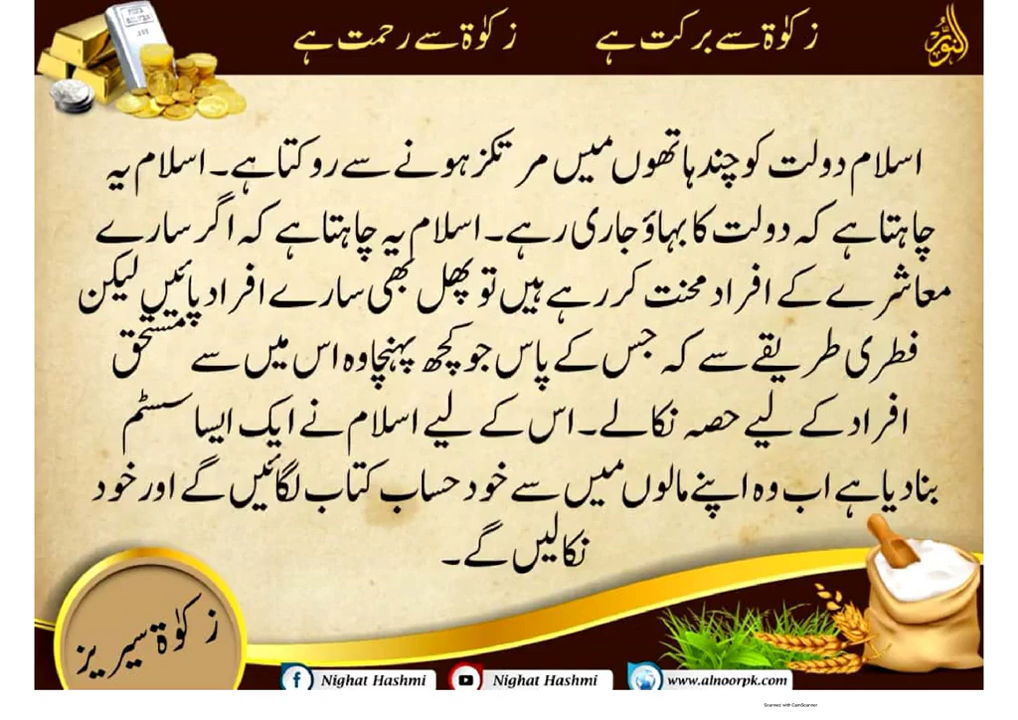 زکوٰۃ سے برکت ہے زکوٰۃ سے رحمت ہے
النور
اسلام دولت کو چند ہاتھوں میں مرتکز ہونے سے روکتا ہے۔ اسلام یہ
چاہتا ہے کہ دولت کا بہاؤ جاری رہے۔ اسلام یہ چاہتا ہے کہ اگر سارے
معاشرے کے افراد محنت کر رہے ہیں تو پھل بھی سارے افراد پائیں لیکن
فطری طریقے سے کہ جس کے پاس جو کچھ پہنچا وہ اس میں سے مستحق
افراد کے لیے حصہ نکالے۔ اس کے لیے اسلام نے ایک ایسا سسٹم
بنا دیا ہے اب وہ اپنے مالوں میں سے خود حساب کتاب لگائیں گے اور خود
نکالیں گے۔
زکوٰۃ سیریز
Nighat Hashmi Nighat Hashmi www.alnoorpk.com
Scanned with CamScanner